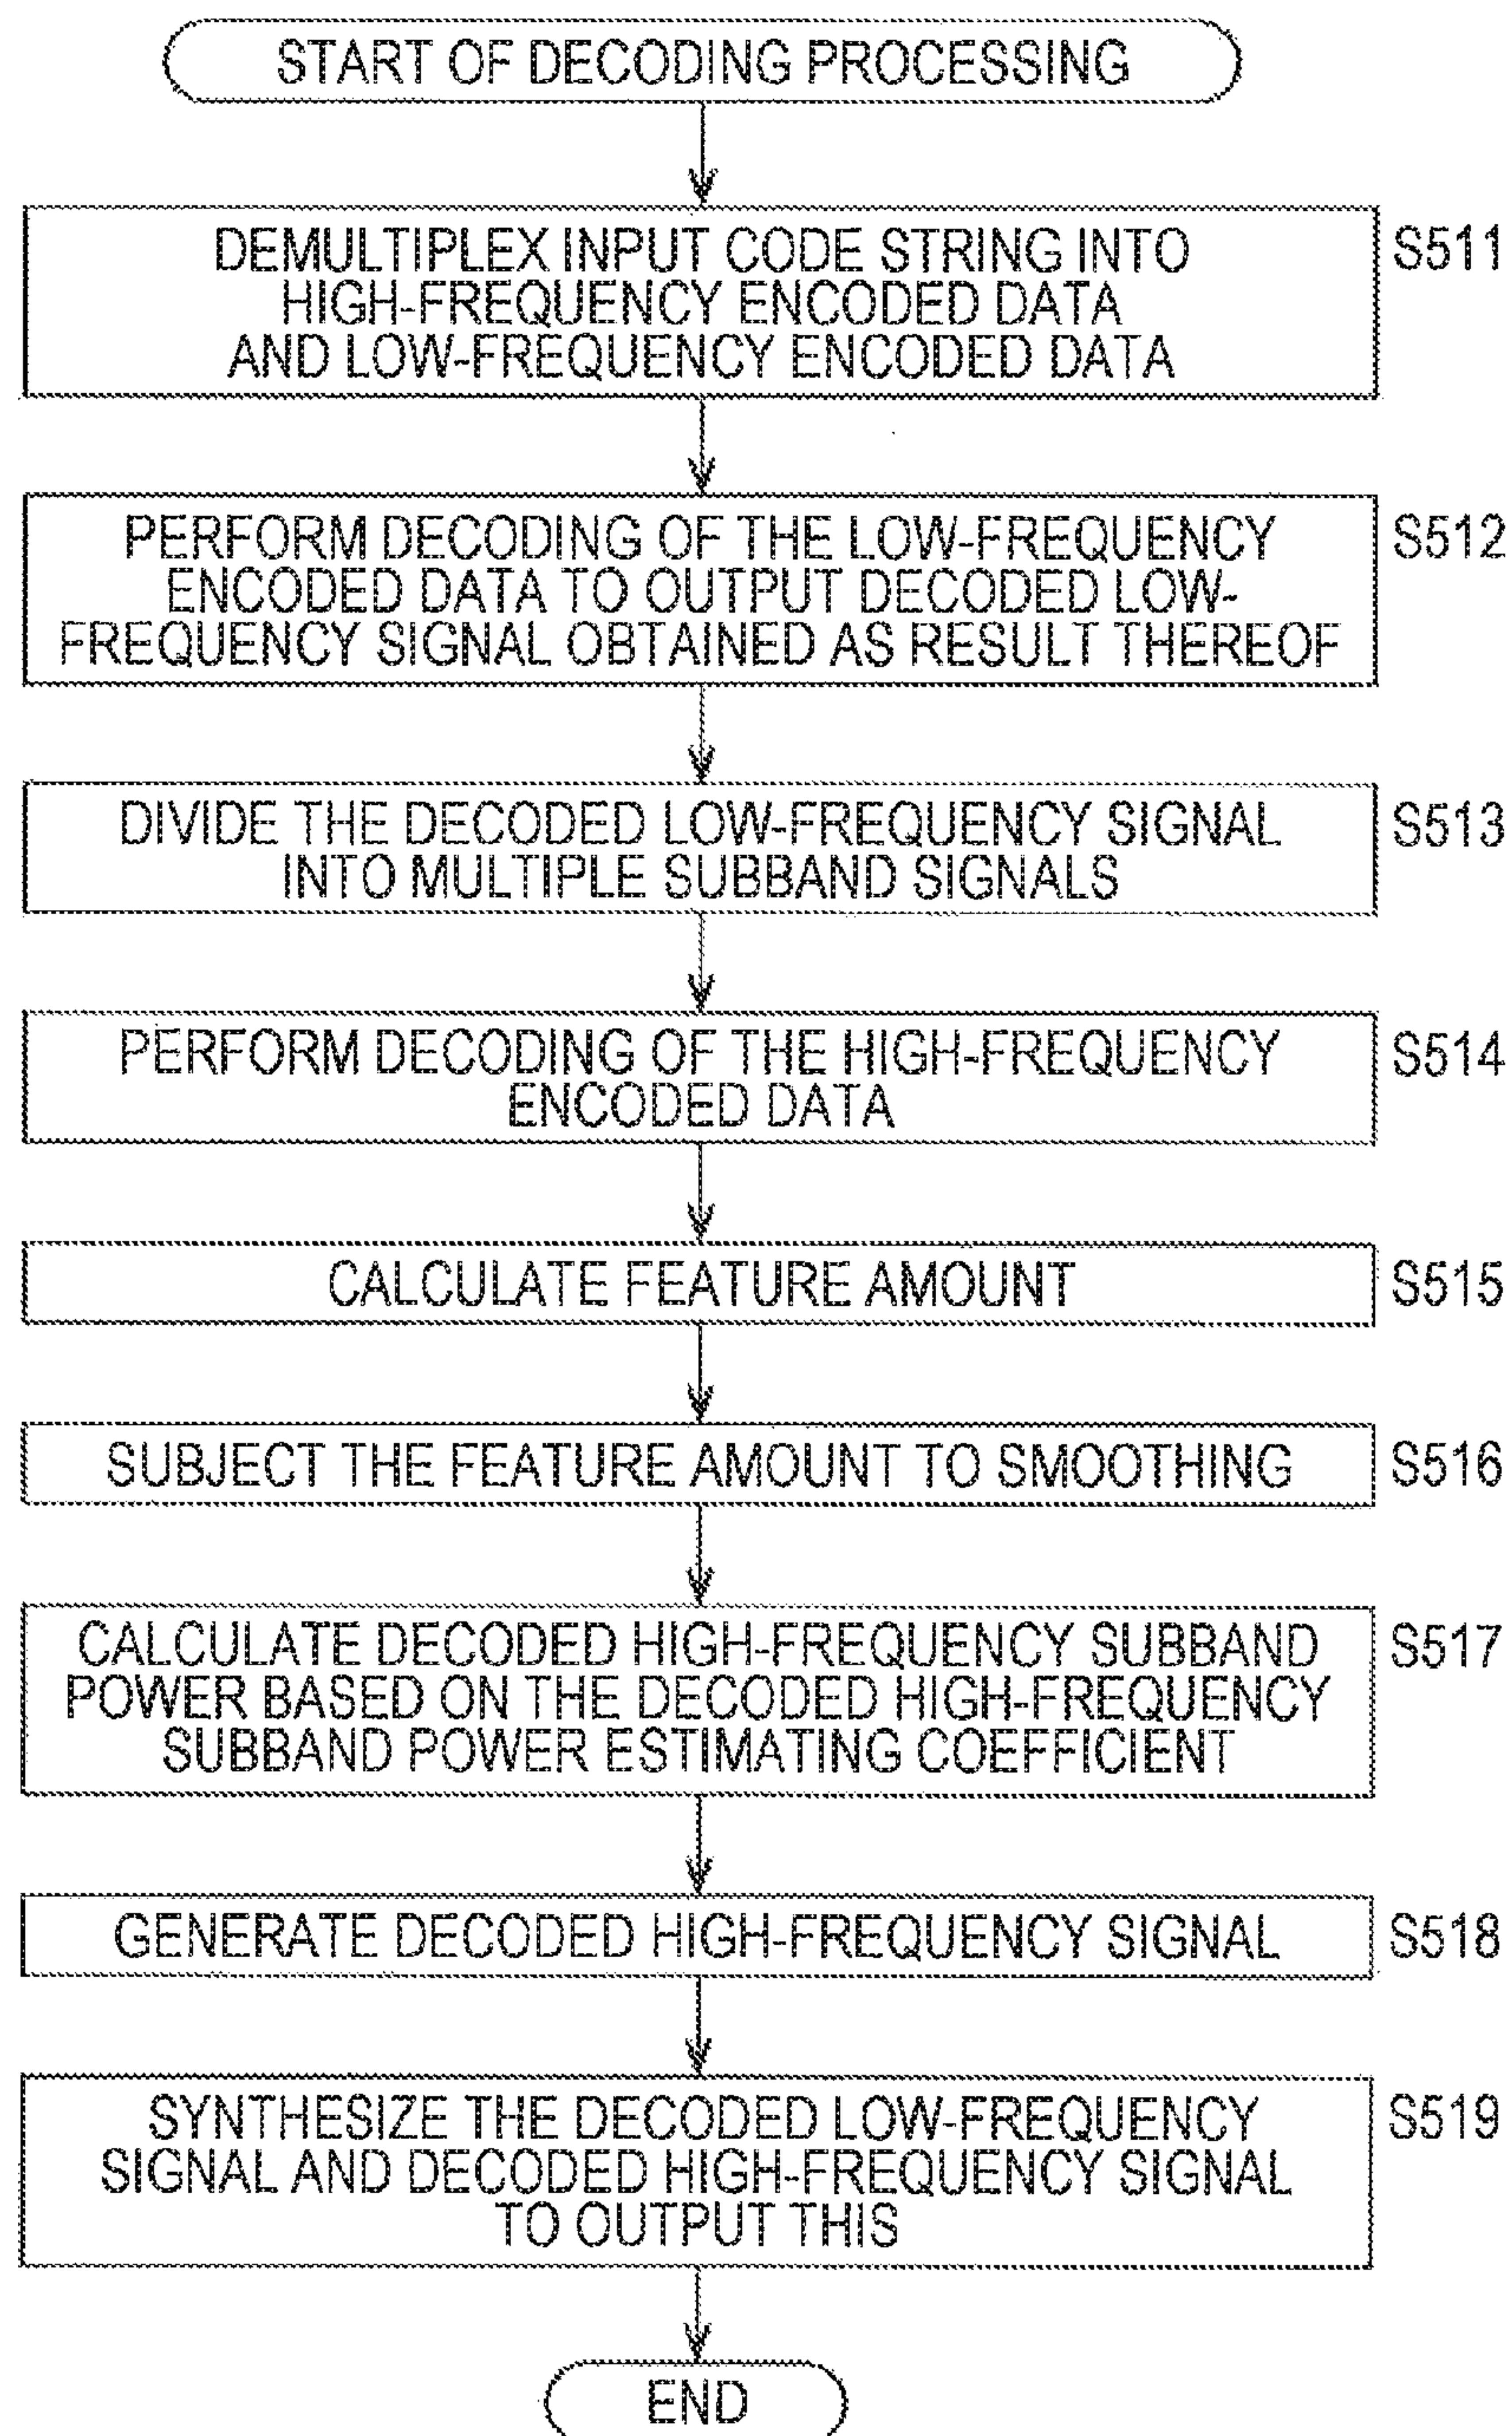 START OF DECODING PROCESSING
DEMULTIPLEX INPUT CODE STRING INTO
HIGH-FREQUENCY ENCODED DATA
AND LOW-FREQUENCY ENCODED DATA
S511
PERFORM DECODING OF THE LOW-FREQUENCY
ENCODED DATA TO OUTPUT DECODED LOW-
FREQUENCY SIGNAL OBTAINED AS RESULT THEREOF
S512
DIVIDE THE DECODED LOW-FREQUENCY SIGNAL
INTO MULTIPLE SUBBAND SIGNALS
S513
PERFORM DECODING OF THE HIGH-FREQUENCY
ENCODED DATA
S514
CALCULATE FEATURE AMOUNT
S515
SUBJECT THE FEATURE AMOUNT TO SMOOTHING
S516
CALCULATE DECODED HIGH-FREQUENCY SUBBAND
POWER BASED ON THE DECODED HIGH-FREQUENCY
SUBBAND POWER ESTIMATING COEFFICIENT
S517
GENERATE DECODED HIGH-FREQUENCY SIGNAL
S518
SYNTHESIZE THE DECODED LOW-FREQUENCY
SIGNAL AND DECODED HIGH-FREQUENCY SIGNAL
TO OUTPUT THIS
S519
END